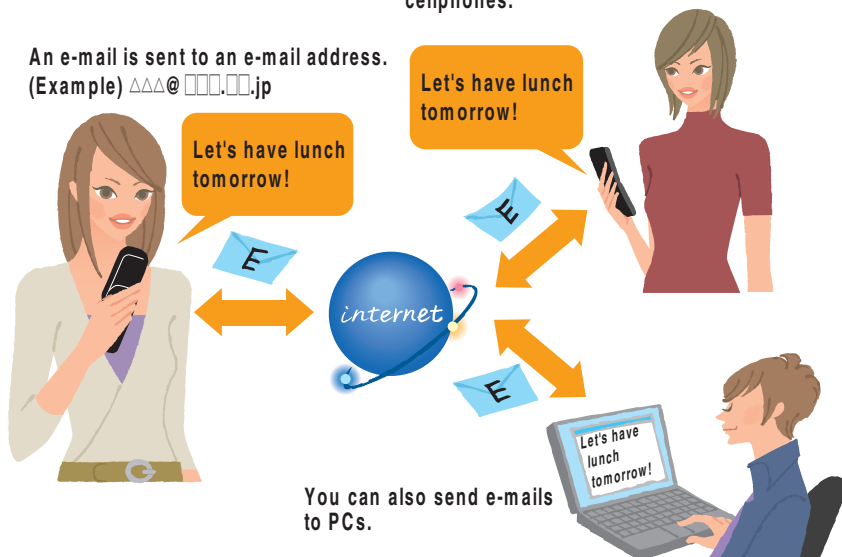 cellphones.
An e-mail is sent to an e-mail address.
(Example) △△△@□□□.□□.jp
Let's have lunch
tomorrow!
Let's have lunch
tomorrow!
E
E
internet
E
Let's have
lunch
tomorrow!
You can also send e-mails
to PCs.